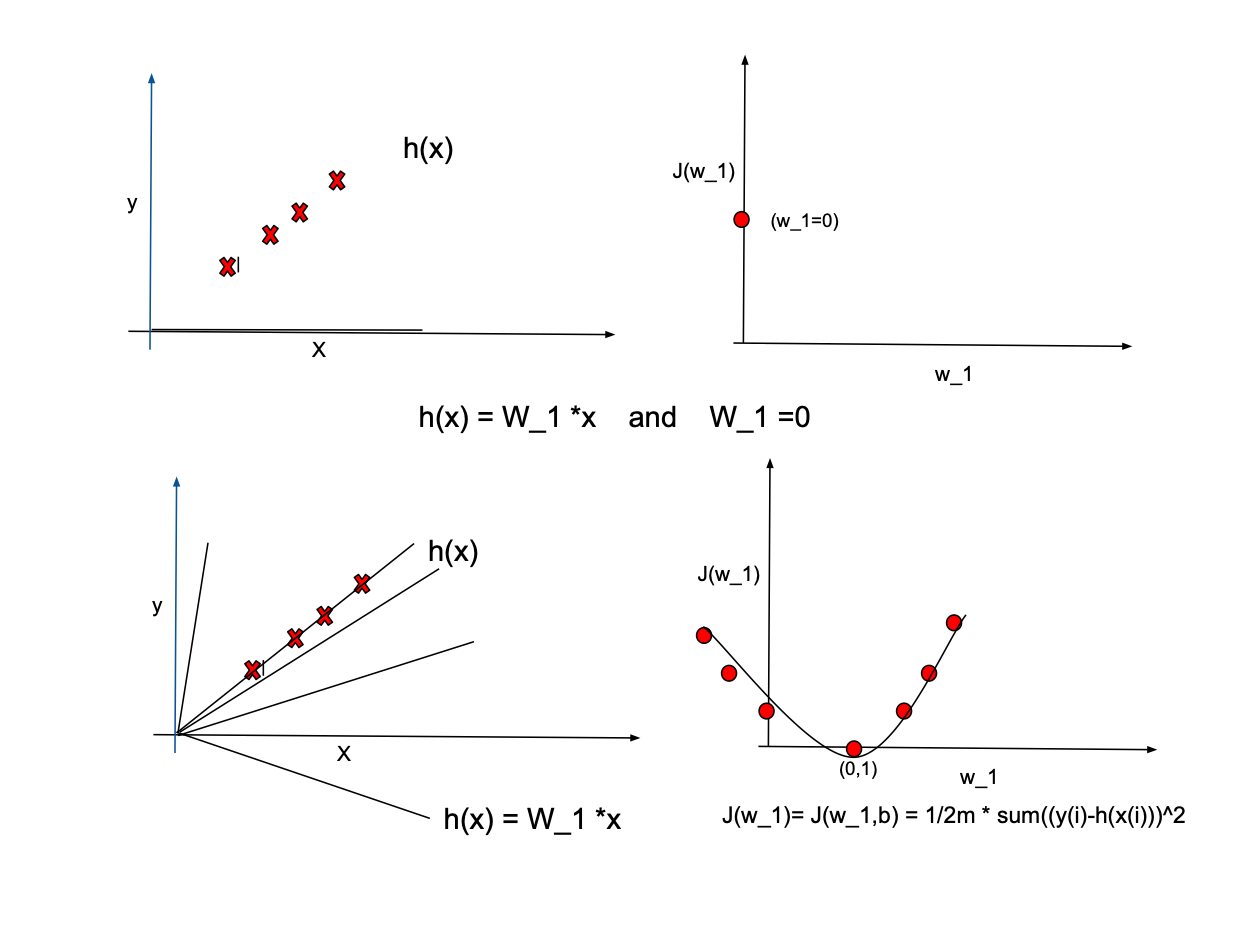 h(x)
y
X
J(w_1)
(w_1=0)
w_1
h(x) = W_1 *x    and    W_1 =0
h(x)
y
X
h(x) = W_1 *x
J(w_1)
(0,1)
w_1
J(w_1)= J(w_1,b) = 1/2m * sum((y(i)-h(x(i)))^2